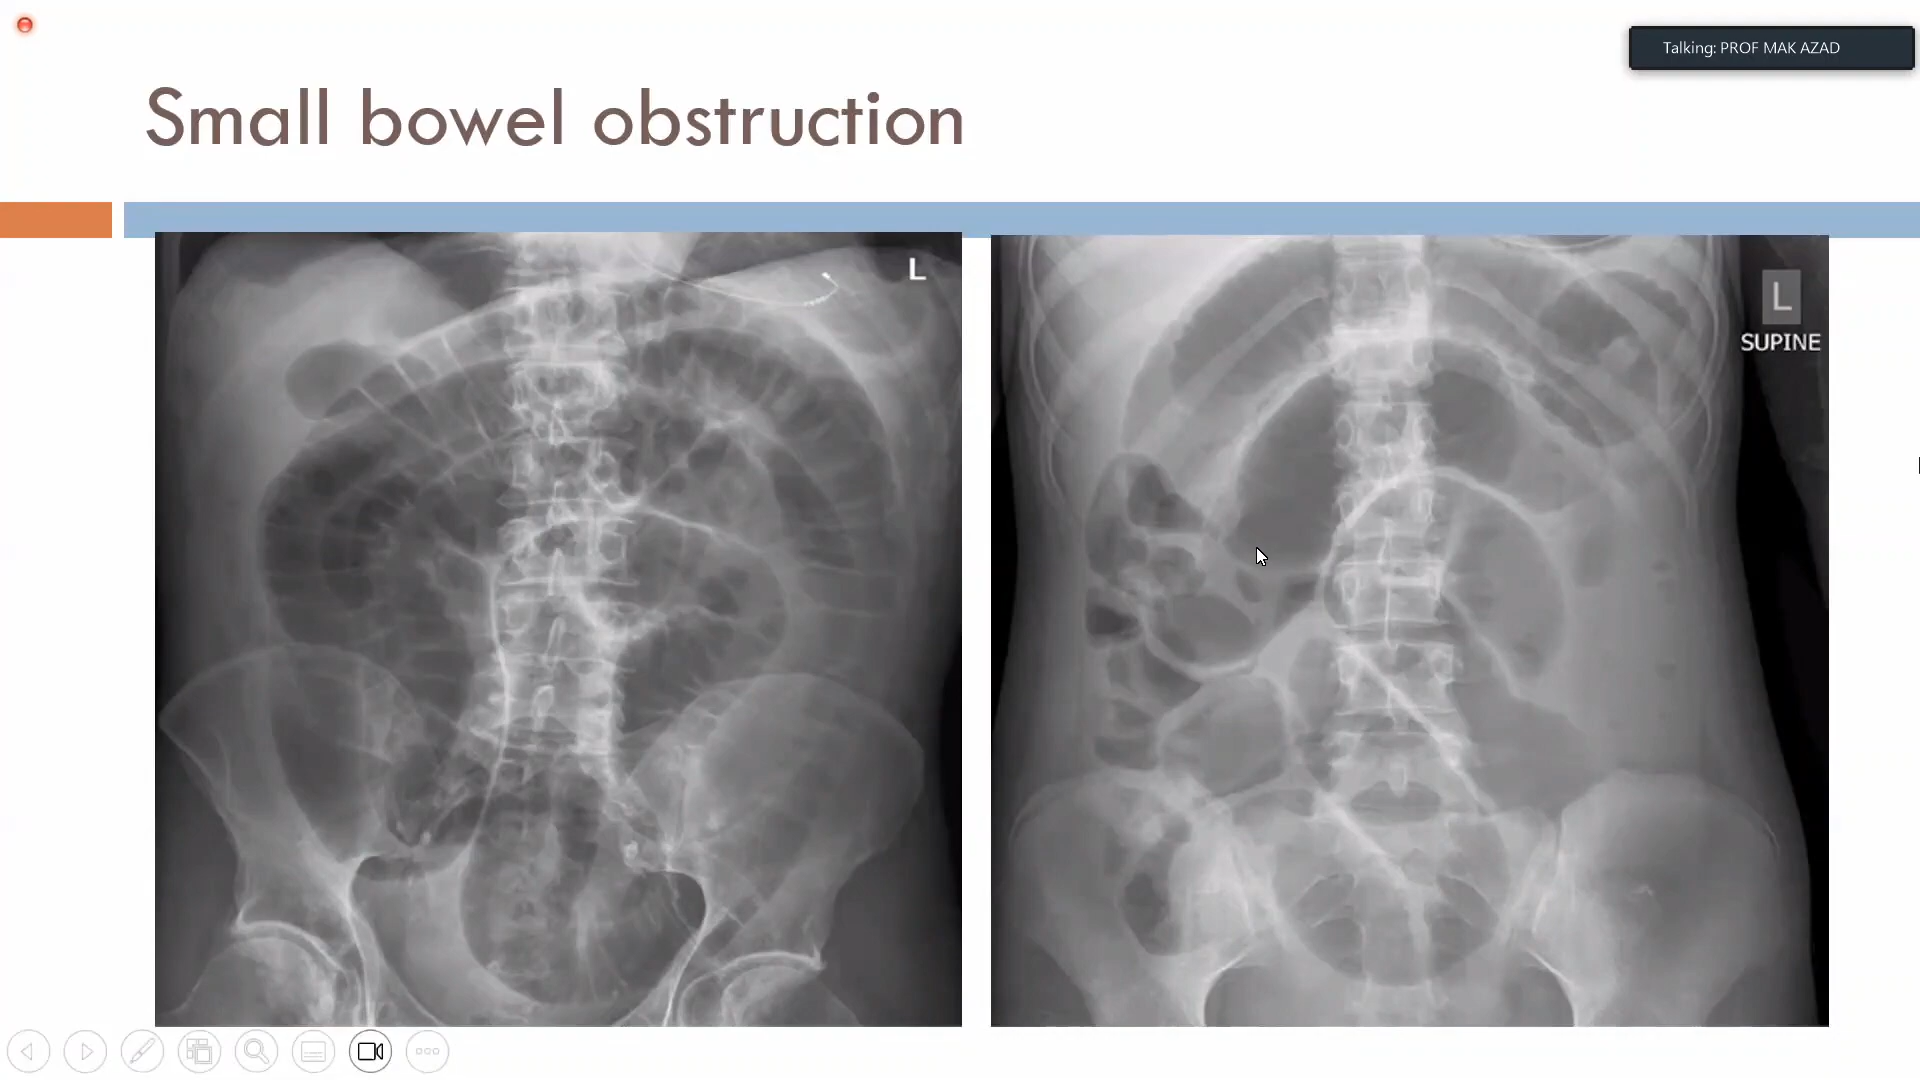 Talking: PROF MAK AZAD
Small bowel obstruction
L
L
SUPINE